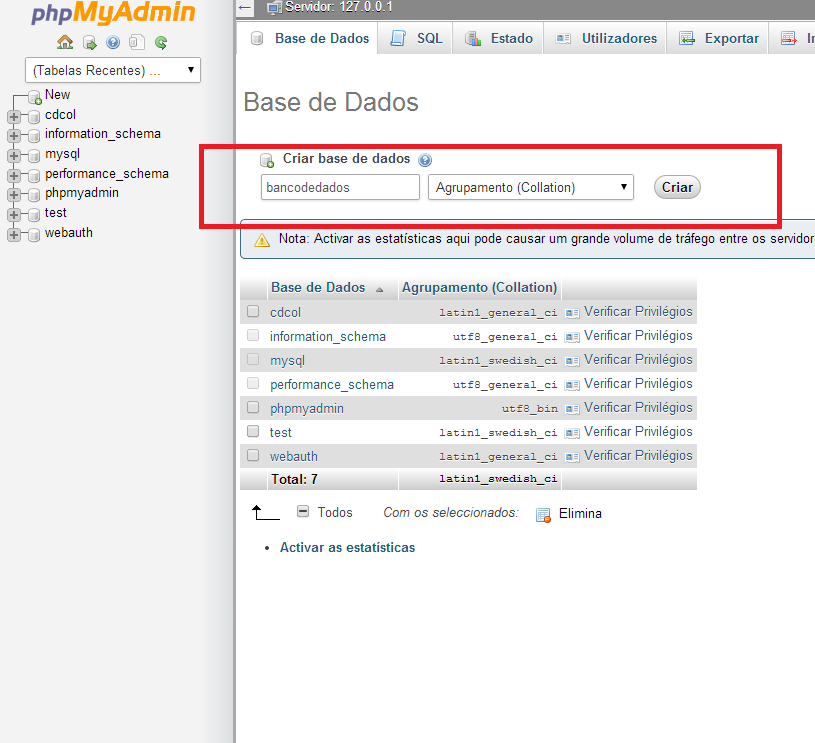 phpMyAdmin
(Tabelas Recentes) ...
New
cdcol
information_schema
mysql
performance_schema
phpmyadmin
test
webauth
Servidor: 127.0.0.1
Base de Dados SQL Estado Utilizadores Exportar
Base de Dados
Criar base de dados
bancodedados Agrupamento (Collation) Criar
Nota: Activar as estatísticas aqui pode causar um grande volume de tráfego entre os servidor
Base de Dados Agrupamento (Collation)
cdcol latin1_general_ci Verificar Privilégios
information_schema utf8_general_ci Verificar Privilégios
mysql latin1_swedish_ci Verificar Privilégios
performance_schema utf8_general_ci Verificar Privilégios
phpmyadmin utf8_bin Verificar Privilégios
test latin1_swedish_ci Verificar Privilégios
webauth latin1_general_ci Verificar Privilégios
Total: 7 latin1_swedish_ci
Todos Com os seleccionados: Elimina
Activar as estatísticas